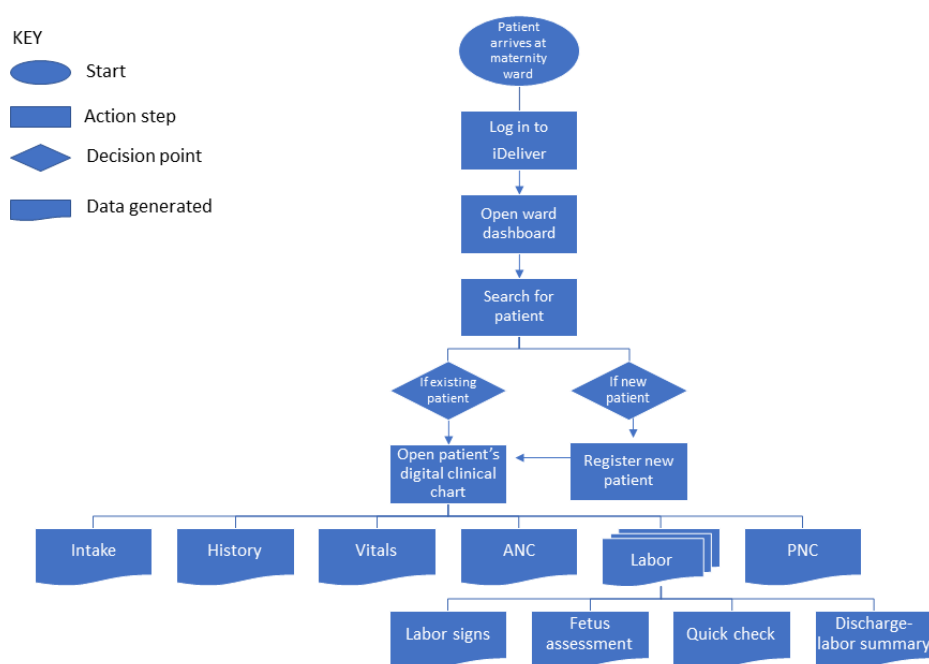 KEY
Start
Action step
Decision point
Data generated
Patient
arrives at
maternity
ward
Log in to
iDeliver
Open ward
dashboard
Search for
patient
If existing
patient
If new
patient
Open patient’s
digital clinical
chart
Register new
patient
Intake
History
Vitals
ANC
Labor
PNC
Labor signs
Fetus
assessment
Quick check
Discharge-
labor summary